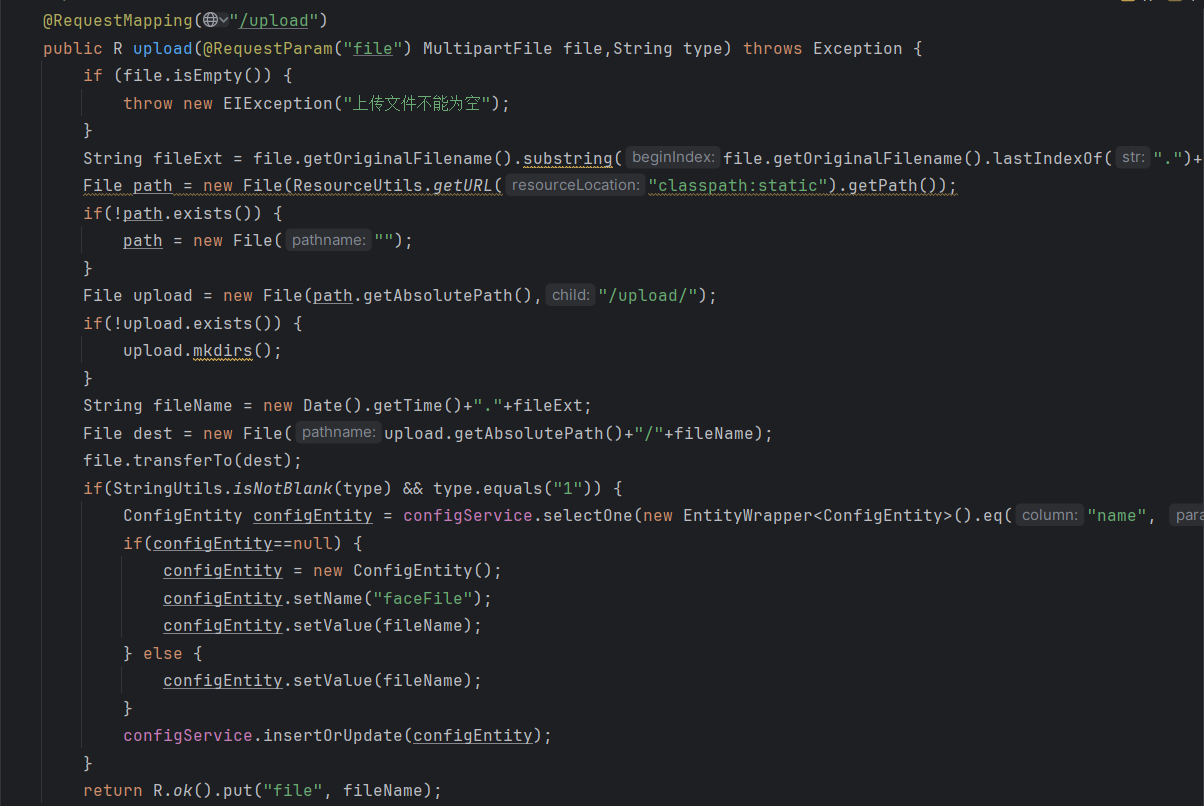 @RequestMapping("/upload")
public R upload(@RequestParam("file") MultipartFile file,String type) throws Exception {
if (file.isEmpty()) {
throw new EIException("上传文件不能为空");
}
String fileExt = file.getOriginalFilename().substring( beginIndex: file.getOriginalFilename().lastIndexOf( str: ".")+
File path = new File(ResourceUtils.getURL( resourceLocation: "classpath:static").getPath());
if(!path.exists()) {
path = new File( pathname: "");
}
File upload = new File(path.getAbsolutePath(), child: "/upload/");
if(!upload.exists()) {
upload.mkdirs();
}
String fileName = new Date().getTime()+"."+fileExt;
File dest = new File( pathname: upload.getAbsolutePath()+"/"+fileName);
file.transferTo(dest);
if(StringUtils.isNotBlank(type) && type.equals("1")) {
ConfigEntity configEntity = configService.selectOne(new EntityWrapper<ConfigEntity>().eq( column: "name", para
if(configEntity==null) {
configEntity = new ConfigEntity();
configEntity.setName("faceFile");
configEntity.setValue(fileName);
} else {
configEntity.setValue(fileName);
}
configService.insertOrUpdate(configEntity);
}
return R.ok().put("file", fileName);